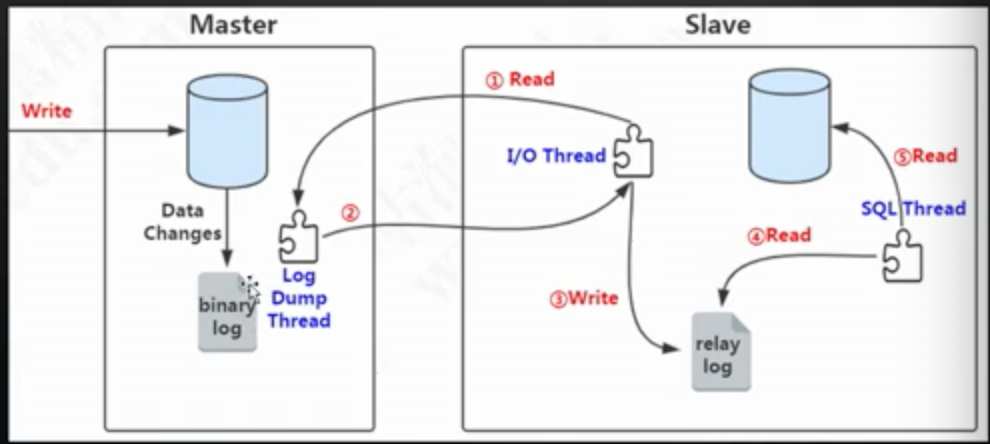 Master
Slave
Write
① Read
I/O Thread
⑤Read
Data
Changes
②
SQL Thread
④Read
Log
Dump
Thread
binary
log
③Write
relay
log